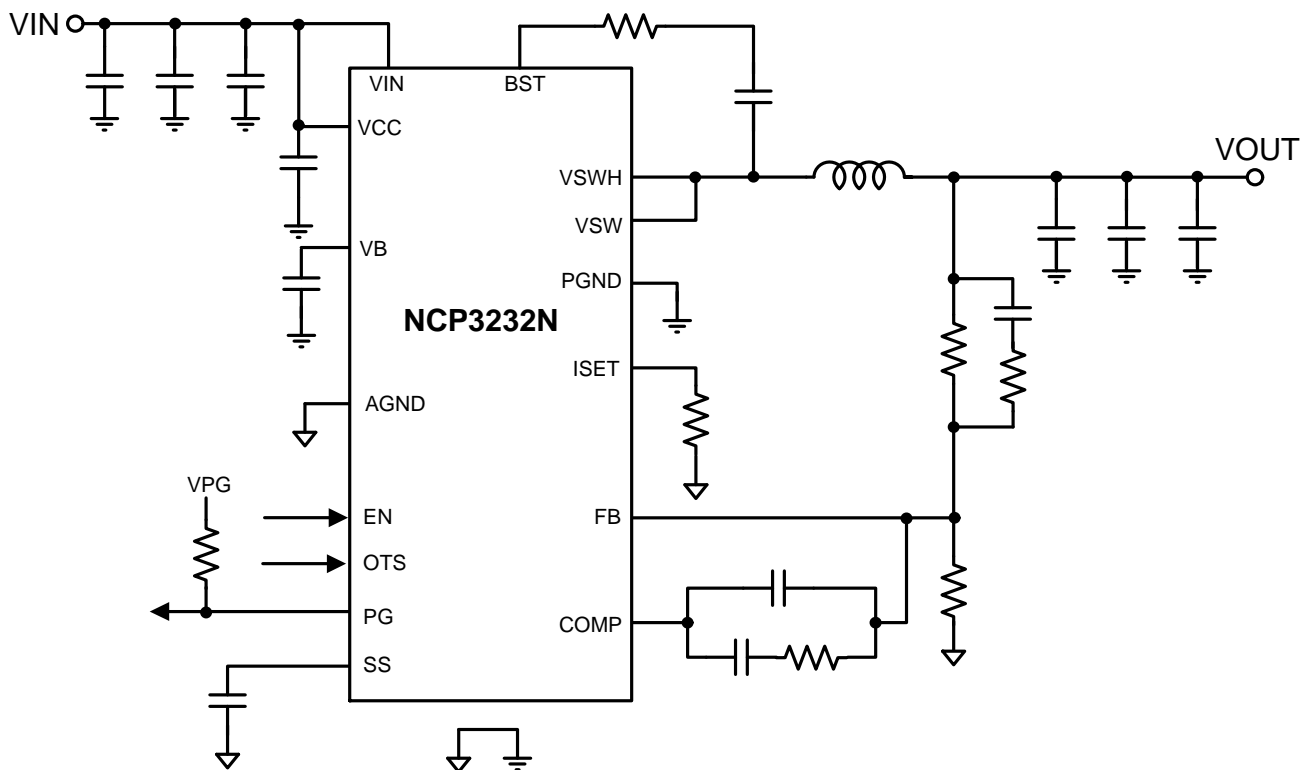 VIN
VIN
BST
VCC
VSWH
VOUT
VSW
VB
PGND
NCP3232N
ISET
AGND
VPG
EN
FB
OTS
PG
COMP
SS